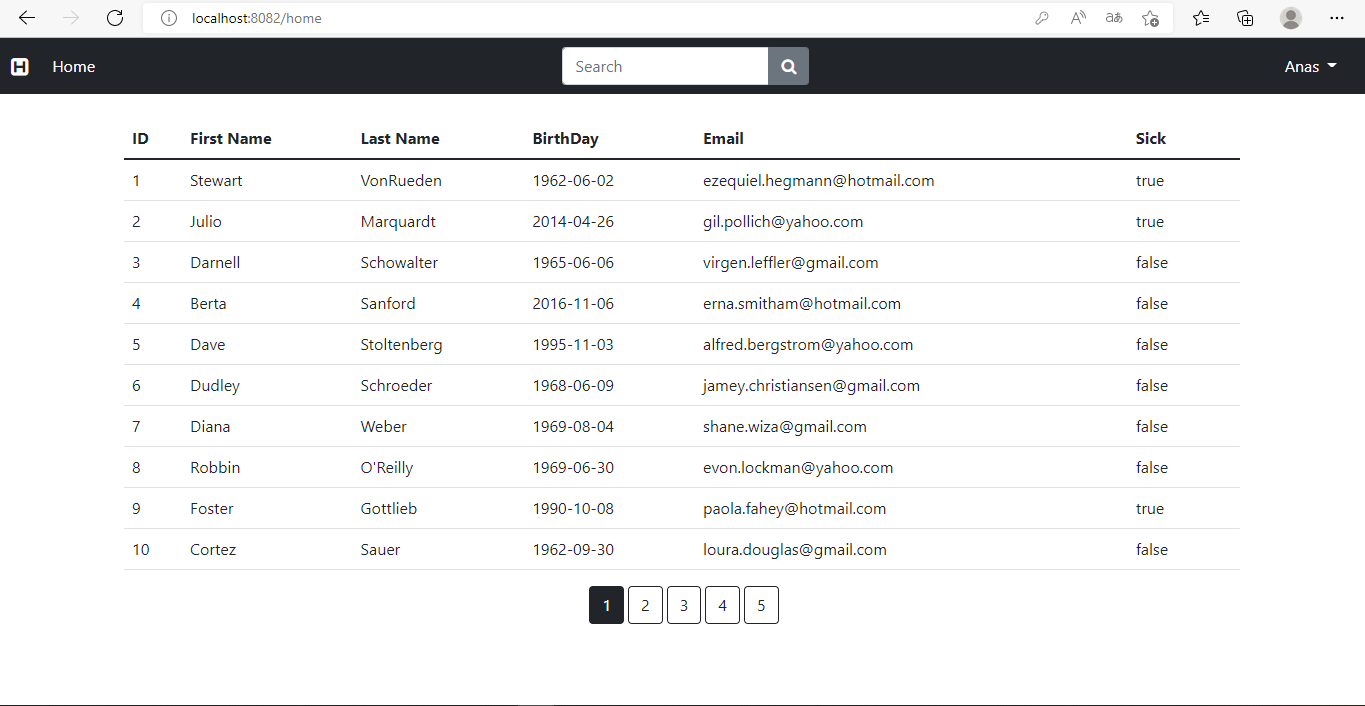 localhost:8082/home
H Home Search Anas
ID First Name Last Name BirthDay Email Sick
1 Stewart VonRueden 1962-06-02 ezequiel.hegmann@hotmail.com true
2 Julio Marquardt 2014-04-26 gil.pollich@yahoo.com true
3 Darnell Schowalter 1965-06-06 virgen.leffler@gmail.com false
4 Berta Sanford 2016-11-06 erna.smitham@hotmail.com false
5 Dave Stoltenberg 1995-11-03 alfred.bergstrom@yahoo.com false
6 Dudley Schroeder 1968-06-09 jamey.christiansen@gmail.com false
7 Diana Weber 1969-08-04 shane.wiza@gmail.com false
8 Robbin O'Reilly 1969-06-30 evon.lockman@yahoo.com false
9 Foster Gottlieb 1990-10-08 paola.fahey@hotmail.com true
10 Cortez Sauer 1962-09-30 loura.douglas@gmail.com false
1 2 3 4 5